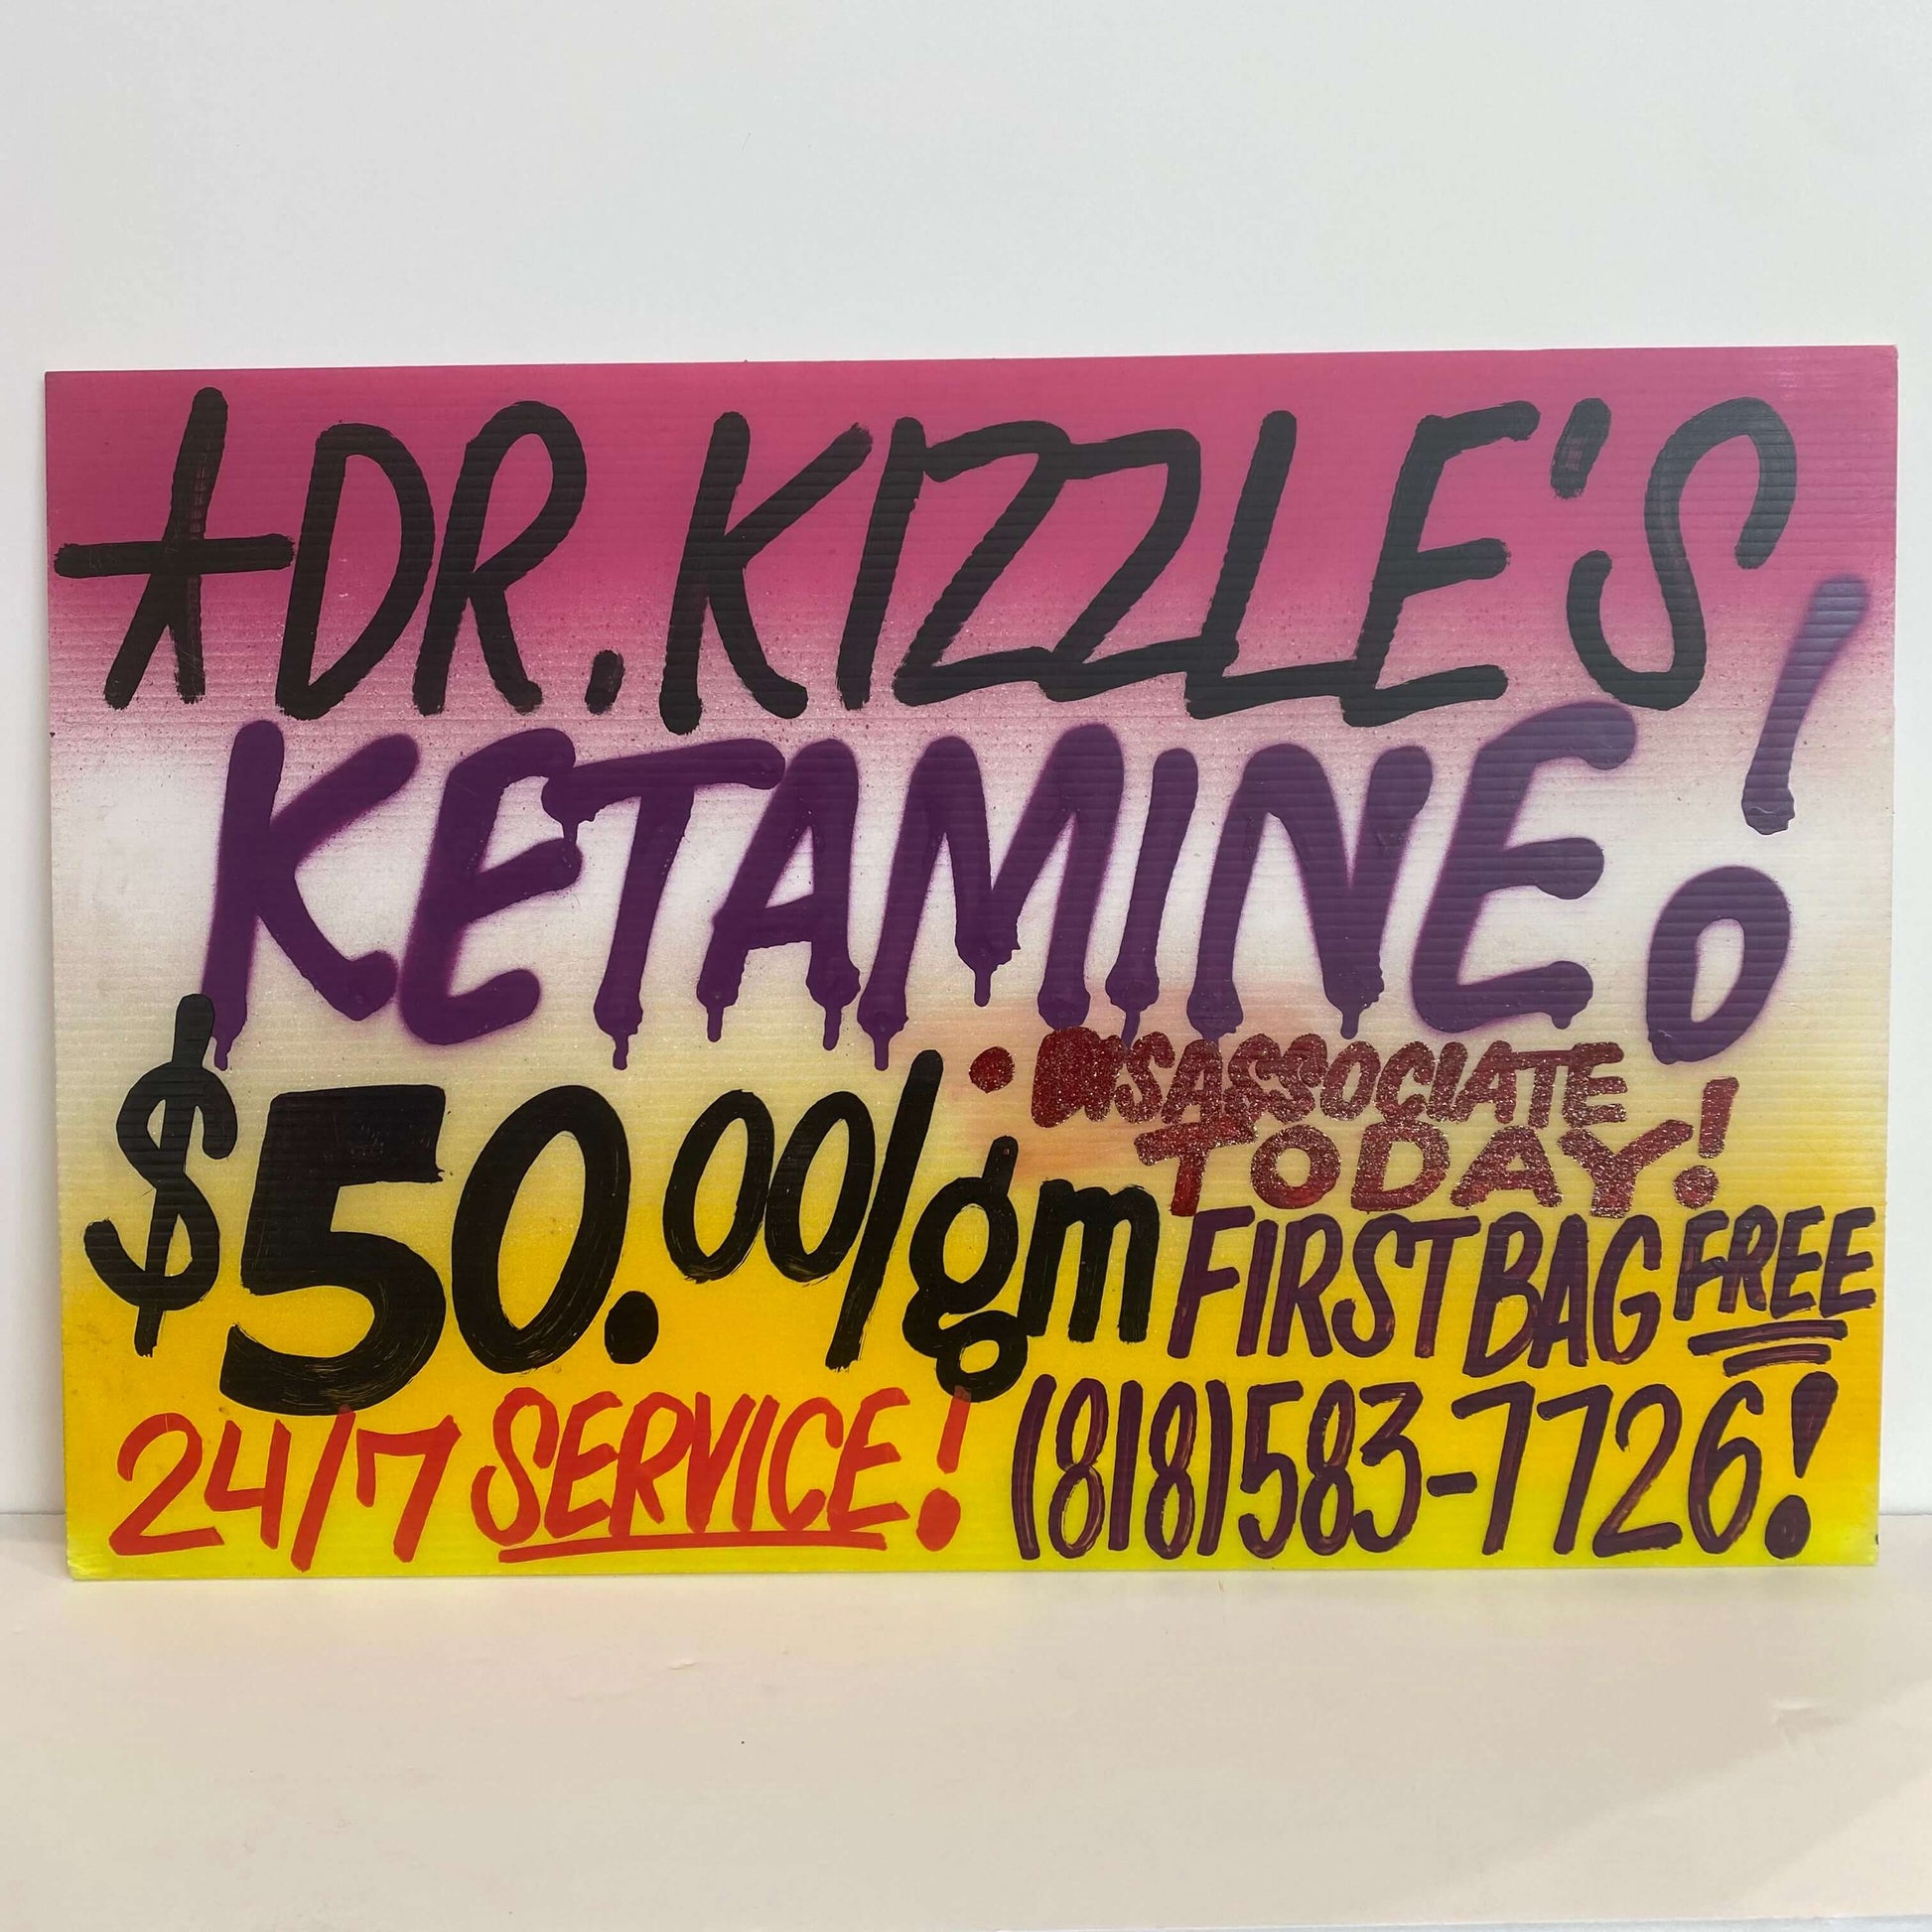 +DR. KIZZLE'S
KETAMINE!
$50.00/gm
• DISASSOCIATE
TODAY!
FIRST BAG FREE
24/7 SERVICE!
(818)583-7726!